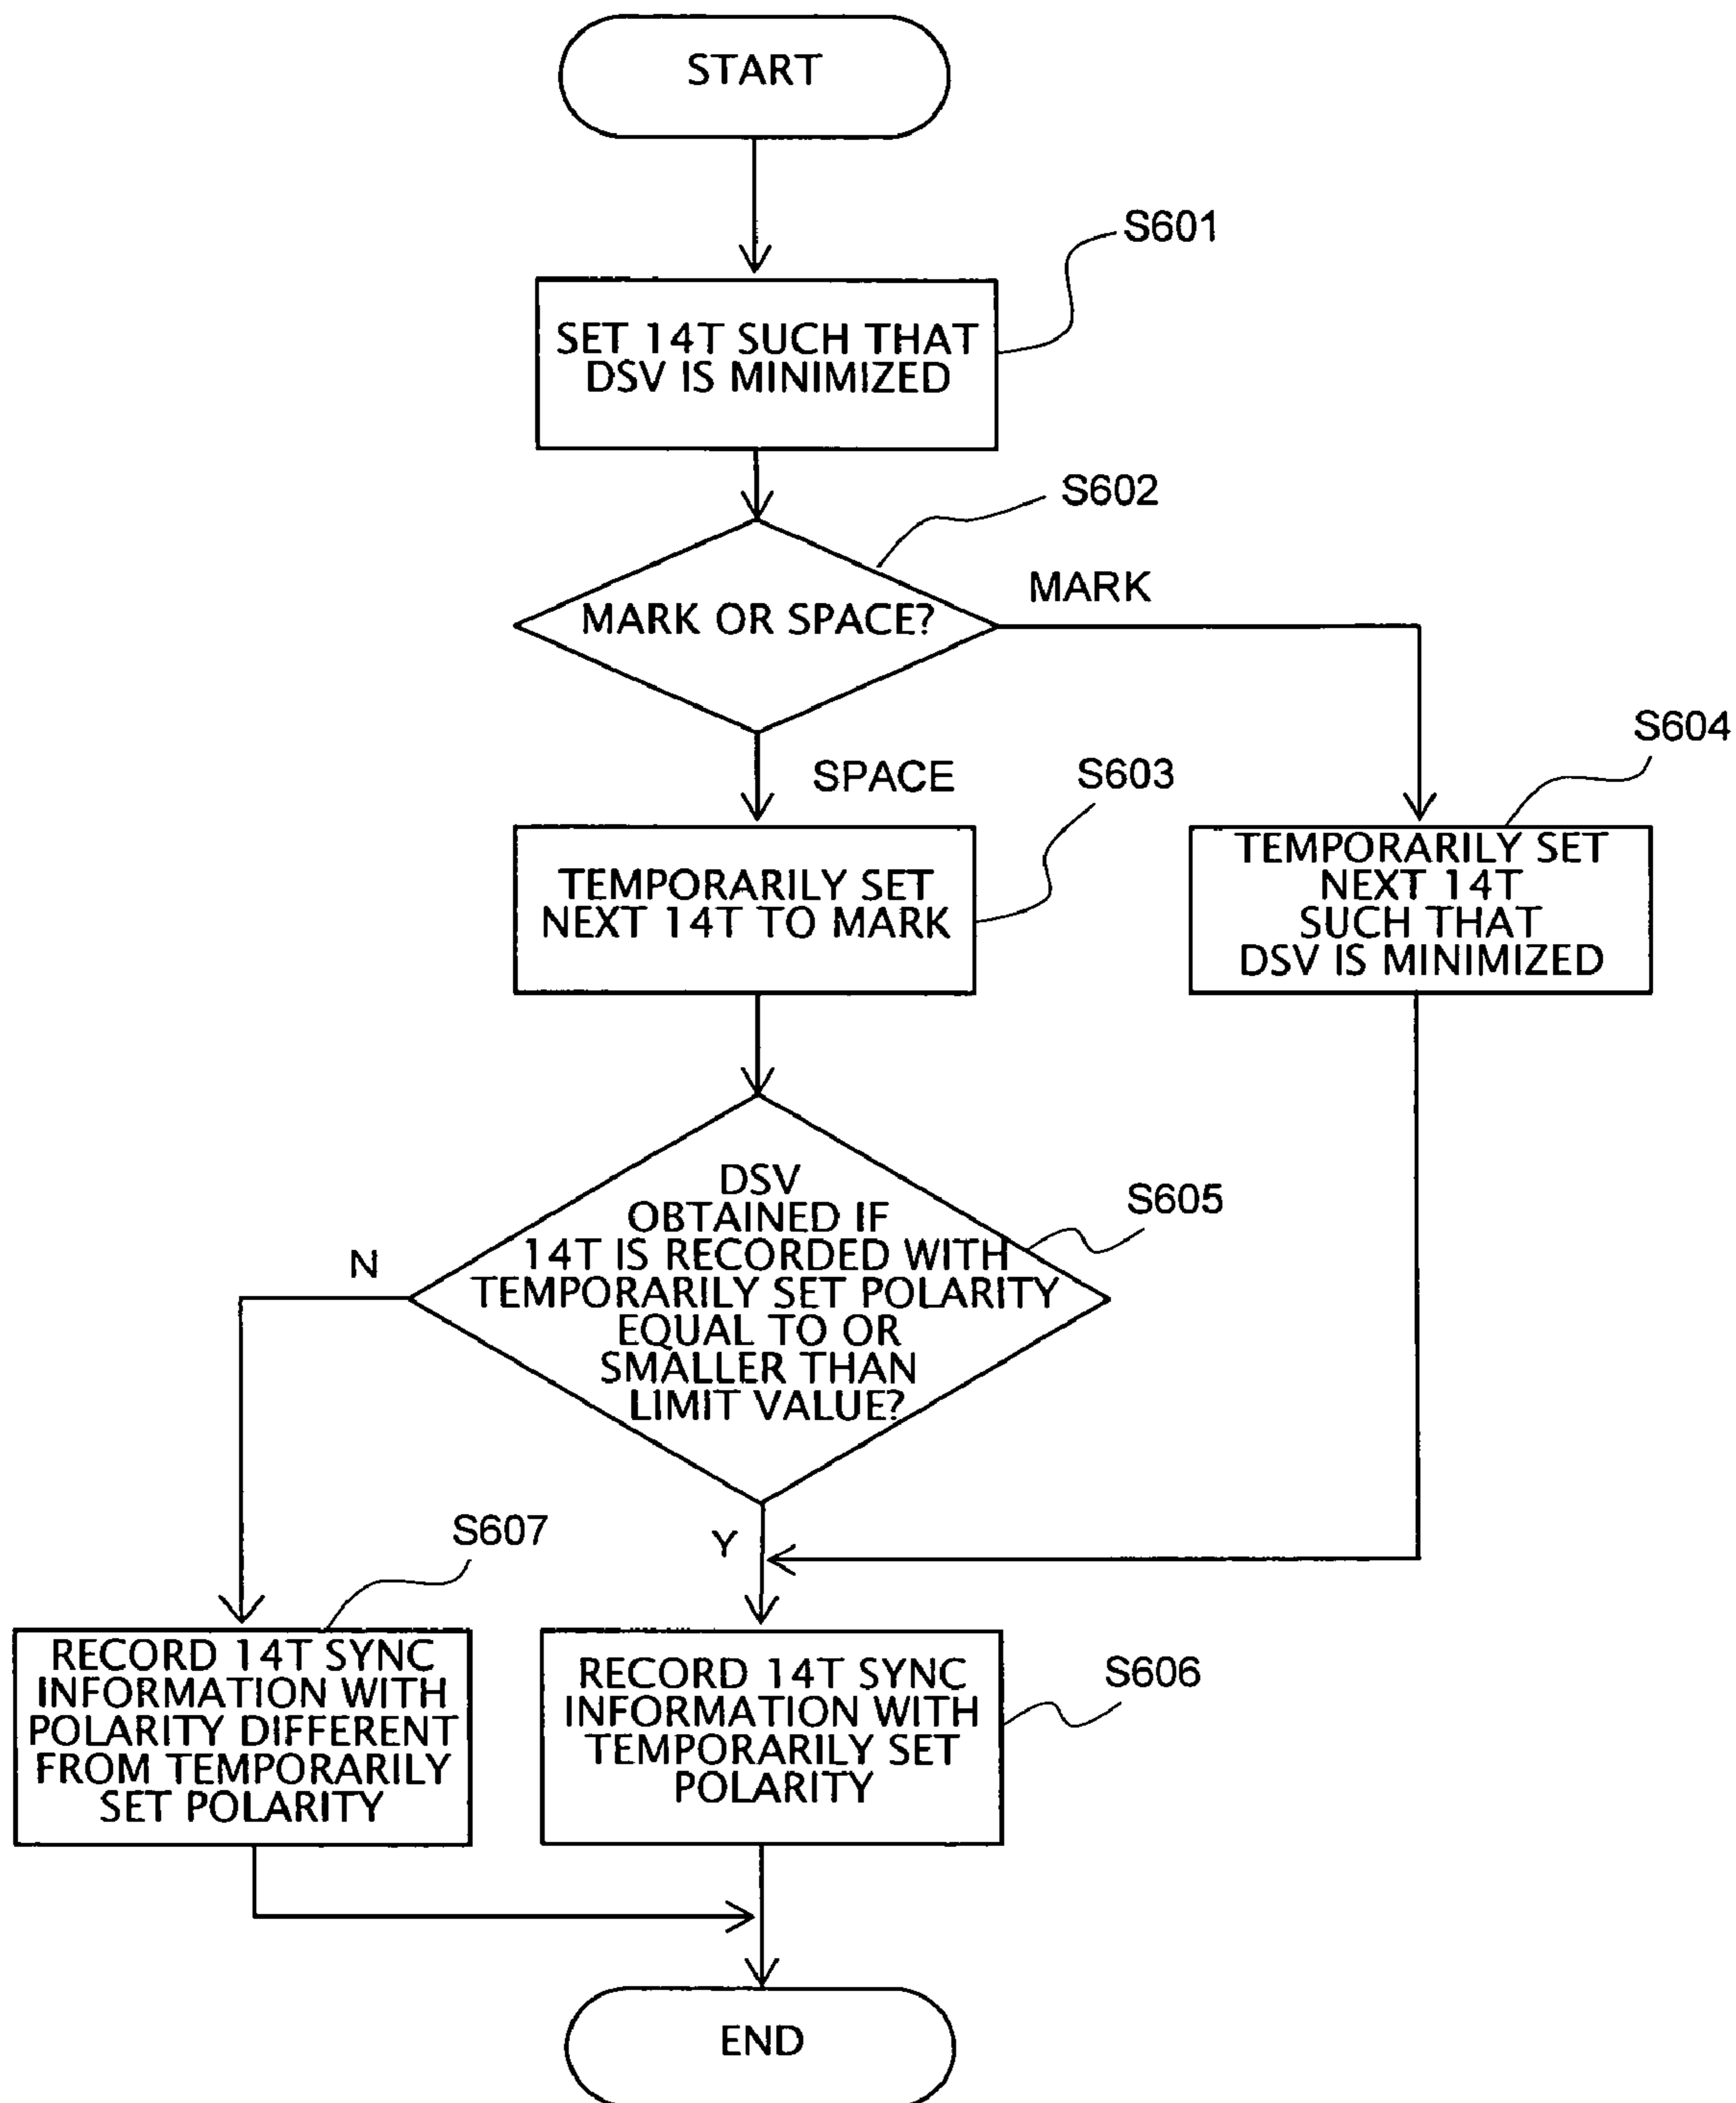 START
S601
SET 14T SUCH THAT
DSV IS MINIMIZED
S602
MARK OR SPACE?
MARK
SPACE
S603
S604
TEMPORARILY SET
NEXT 14T TO MARK
TEMPORARILY SET
NEXT 14T
SUCH THAT
DSV IS MINIMIZED
DSV
OBTAINED IF
14T IS RECORDED WITH
TEMPORARILY SET POLARITY
EQUAL TO OR
SMALLER THAN
LIMIT VALUE?
S605
N
Y
S607
RECORD 14T SYNC
INFORMATION WITH
POLARITY DIFFERENT
FROM TEMPORARILY
SET POLARITY
RECORD 14T SYNC
INFORMATION WITH
TEMPORARILY SET
POLARITY
S606
END